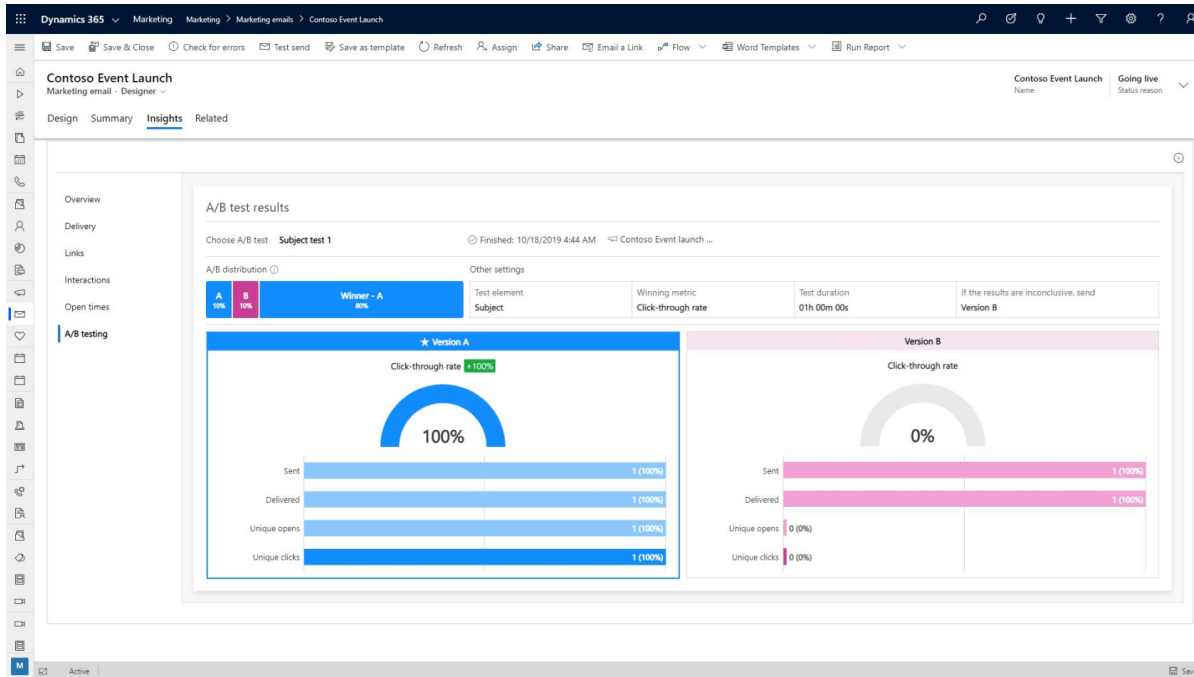 Dynamics 365 Marketing Marketing > Marketing emails > Contoso Event Launch
Save Save & Close Check for errors Test send Save as template Refresh Assign Share Email a Link Flow Word Templates Run Report
Contoso Event Launch
Marketing email - Designer
Contoso Event Launch
Name
Going live
Status reason
Design Summary Insights Related
Overview
Delivery
Links
Interactions
Open times
A/B testing
A/B test results
Choose A/B test Subject test 1 Finished: 10/18/2019 4:44 AM Contoso Event launch ...
A/B distribution
A
10%
B
10%
Winner - A
80%
Other settings
Test element
Subject
Winning metric
Click-through rate
Test duration
01h 00m 00s
If the results are inconclusive, send
Version B
★ Version A
Click-through rate +100%
100%
Sent 1 (100%)
Delivered 1 (100%)
Unique opens 1 (100%)
Unique clicks 1 (100%)
Version B
Click-through rate
0%
Sent 1 (100%)
Delivered 1 (100%)
Unique opens 0 (0%)
Unique clicks 0 (0%)
M
Active